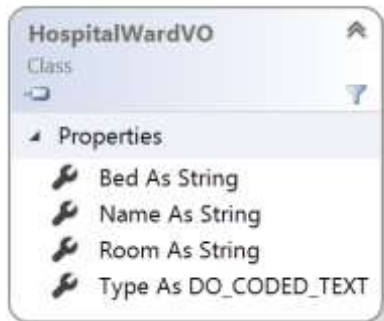 HospitalWardVO
Class
Properties
Bed As String
Name As String
Room As String
Type As DO_CODED_TEXT